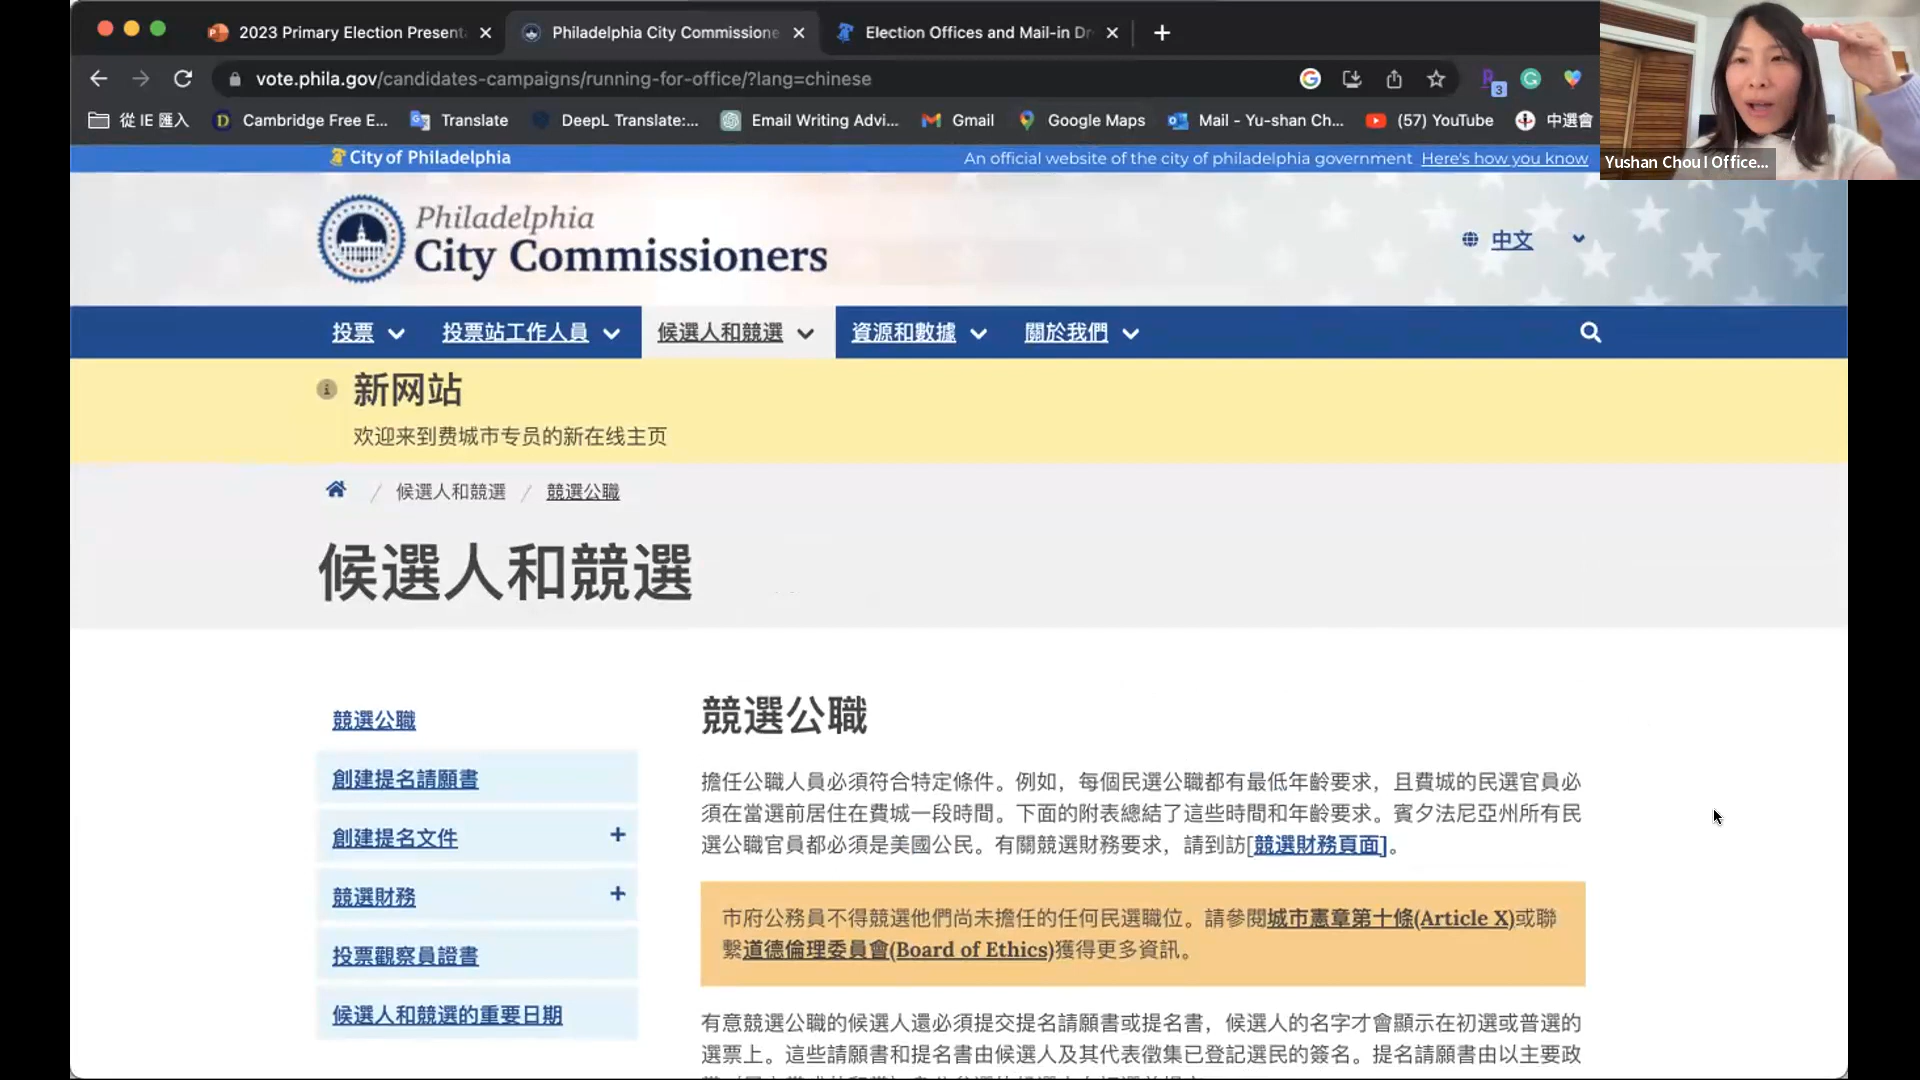 2023 Primary Election Present
Philadelphia City Commissione
Election Offices and Mail-in Dr
vote.phila.gov/candidates-campaigns/running-for-office/?lang=chinese
3
從 IE 匯入
Cambridge Free E...
Translate
DeepL Translate:...
Email Writing Advi...
Gmail
Google Maps
Mail - Yu-shan Ch...
(57) YouTube
中選會
Yushan Chou l Office...
City of Philadelphia
An official website of the city of philadelphia government Here's how you know
Philadelphia
City Commissioners
中文
投票
投票站工作人員
候選人和競選
資源和數據
關於我們
新网站
欢迎来到费城市专员的新在线主页
/ 候選人和競選 / 競選公職
候選人和競選
競選公職
創建提名請願書
創建提名文件 +
競選財務 +
投票觀察員證書
候選人和競選的重要日期
競選公職
擔任公職人員必須符合特定條件。例如，每個民選公職都有最低年齡要求，且費城的民選官員必
須在當選前居住在費城一段時間。下面的附表總結了這些時間和年齡要求。賓夕法尼亞州所有民
選公職官員都必須是美國公民。有關競選財務要求，請到訪[競選財務頁面]。
市府公務員不得競選他們尚未擔任的任何民選職位。請參閱城市憲章第十條(Article X)或聯
繫道德倫理委員會(Board of Ethics)獲得更多資訊。
有意競選公職的候選人還必須提交提名請願書或提名書，候選人的名字才會顯示在初選或普選的
選票上。這些請願書和提名書由候選人及其代表徵集已登記選民的簽名。提名請願書由以主要政